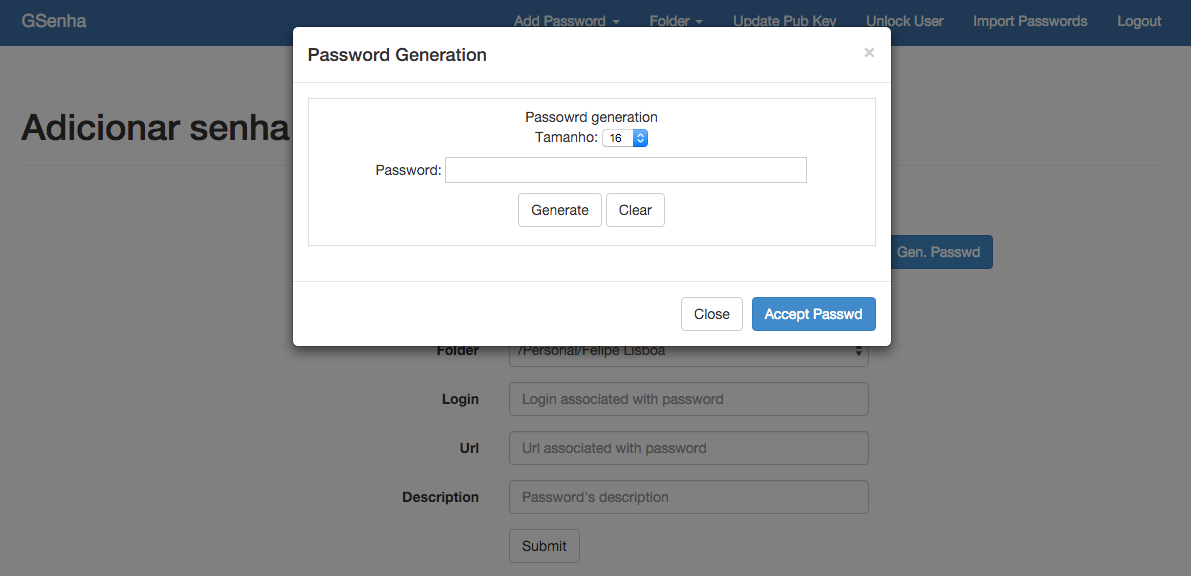 GSenha Add Password Folder Update Pub Key Unlock User Import Passwords Logout
Password Generation ×
Adicionar senha
Passowrd generation
Tamanho: 16
Password:
Generate Clear
Gen. Passwd
Close Accept Passwd
Folder /Personal/Felipe Lisboa
Login Login associated with password
Url Url associated with password
Description Password's description
Submit